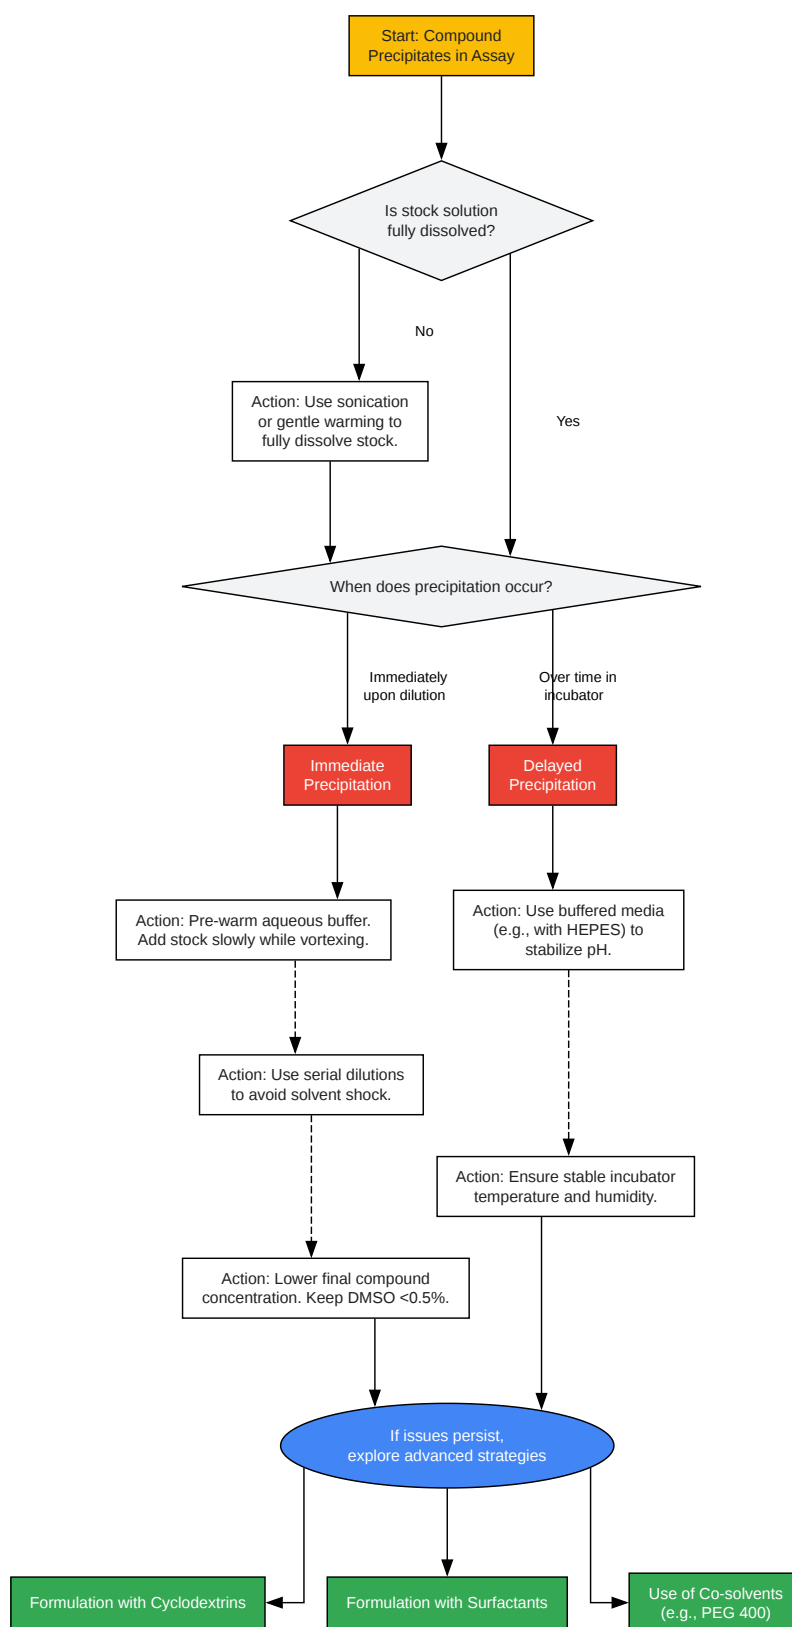 Start: Compound
Precipitates in Assay
Is stock solution
fully dissolved?
No
Action: Use sonication
or gentle warming to
fully dissolve stock.
Yes
When does precipitation occur?
Immediately
upon dilution
Over time in
incubator
Immediate
Precipitation
Delayed
Precipitation
Action: Pre-warm aqueous buffer.
Add stock slowly while vortexing.
Action: Use buffered media
(e.g., with HEPES) to
stabilize pH.
Action: Use serial dilutions
to avoid solvent shock.
Action: Ensure stable incubator
temperature and humidity.
Action: Lower final compound
concentration. Keep DMSO <0.5%.
If issues persist,
explore advanced strategies
Formulation with Cyclodextrins
Formulation with Surfactants
Use of Co-solvents
(e.g., PEG 400)